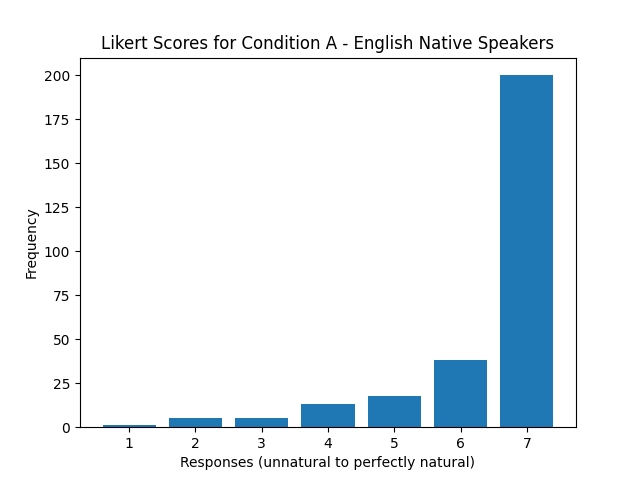 Likert Scores for Condition A - English Native Speakers
200
175
150
125
100
75
50
25
0
Frequency
1 2 3 4 5 6 7
Responses (unnatural to perfectly natural)